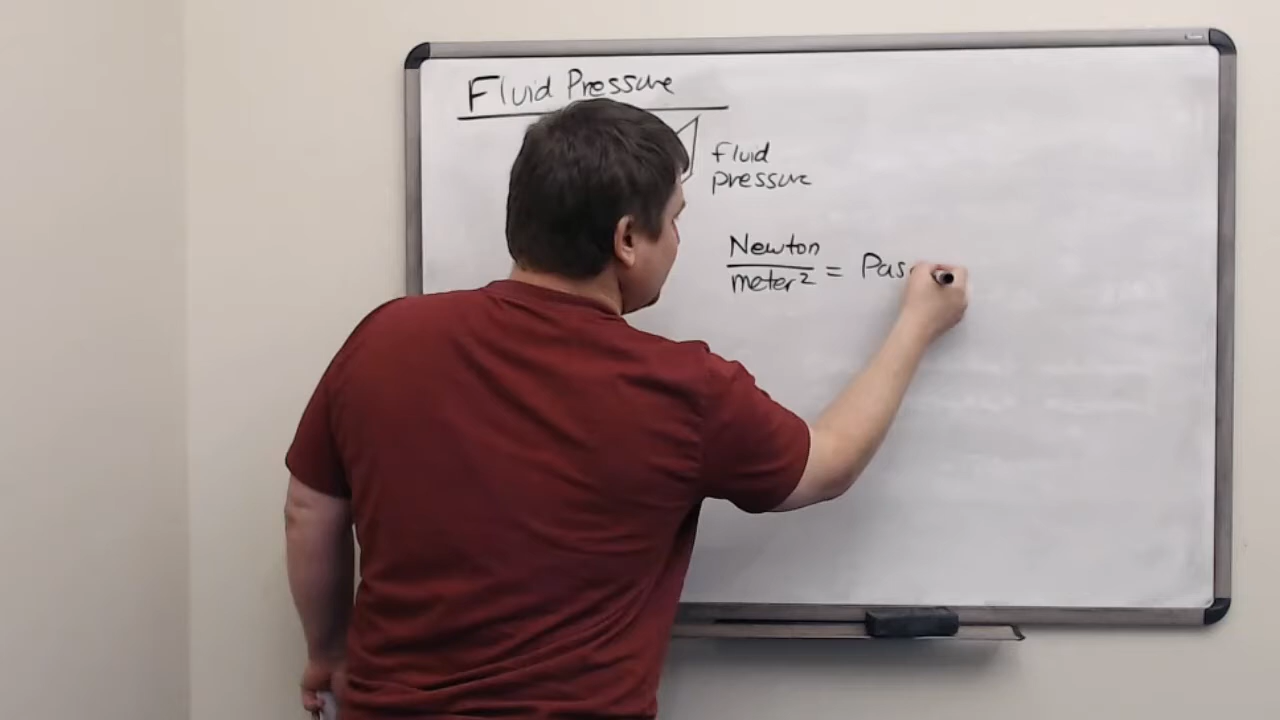 Fluid Pressure
fluid
pressure
Newton
meter² = Pas